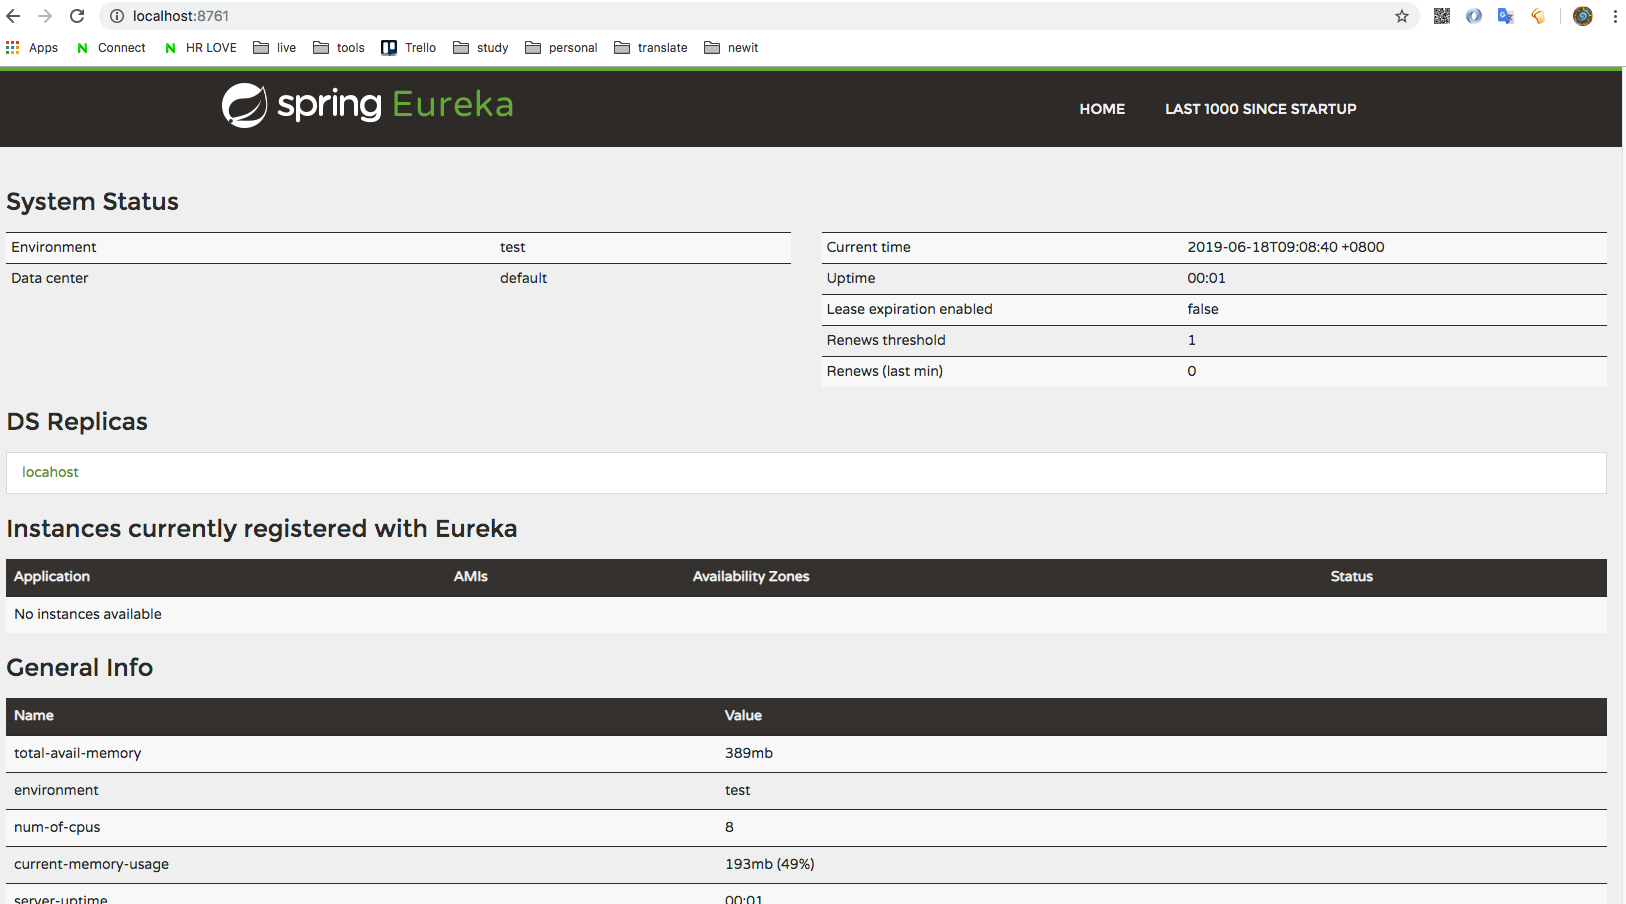 localhost:8761
Apps Connect HR LOVE live tools Trello study personal translate newit
spring Eureka HOME LAST 1000 SINCE STARTUP
System Status
Environment test
Data center default
Current time 2019-06-18T09:08:40 +0800
Uptime 00:01
Lease expiration enabled false
Renews threshold 1
Renews (last min) 0
DS Replicas
locahost
Instances currently registered with Eureka
Application AMIs Availability Zones Status
No instances available
General Info
Name Value
total-avail-memory 389mb
environment test
num-of-cpus 8
current-memory-usage 193mb (49%)
server-uptime 00:01